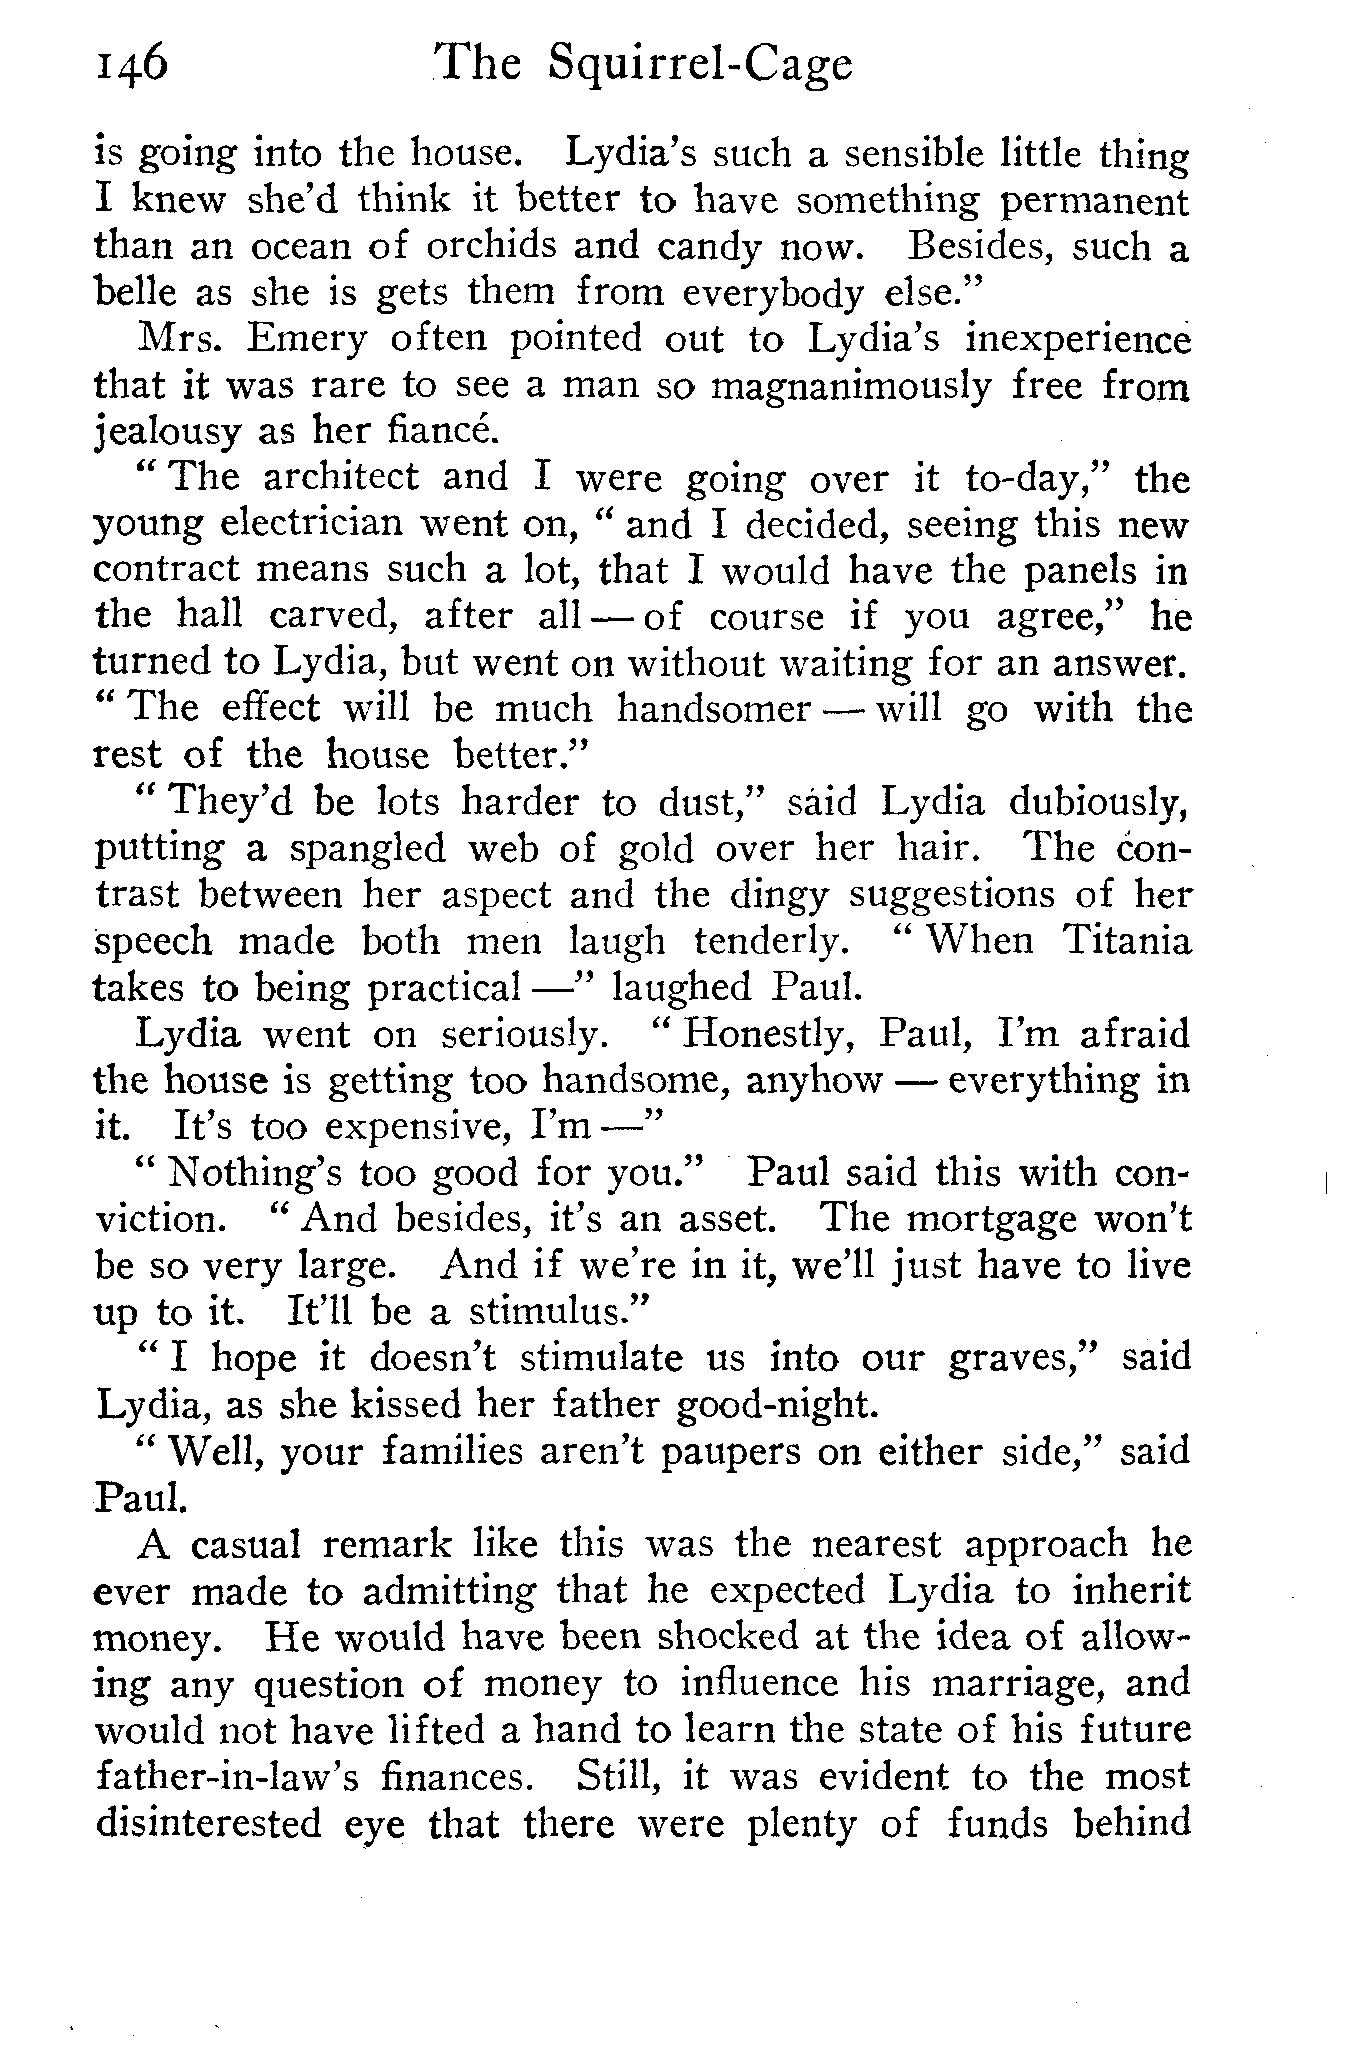 146 The Squirrel-Cage
is going into the house. Lydia's such a sensible little thing
I knew she'd think it better to have something permanent
than an ocean of orchids and candy now. Besides, such a
belle as she is gets them from everybody else."
Mrs. Emery often pointed out to Lydia's inexperience
that it was rare to see a man so magnanimously free from
jealousy as her fiancé.
" The architect and I were going over it to-day," the
young electrician went on, " and I decided, seeing this new
contract means such a lot, that I would have the panels in
the hall carved, after all — of course if you agree," he
turned to Lydia, but went on without waiting for an answer.
" The effect will be much handsomer — will go with the
rest of the house better."
" They'd be lots harder to dust," said Lydia dubiously,
putting a spangled web of gold over her hair. The con-
trast between her aspect and the dingy suggestions of her
speech made both men laugh tenderly. " When Titania
takes to being practical —" laughed Paul.
Lydia went on seriously. " Honestly, Paul, I'm afraid
the house is getting too handsome, anyhow — everything in
it. It's too expensive, I'm —"
" Nothing's too good for you." Paul said this with con-
viction. " And besides, it's an asset. The mortgage won't
be so very large. And if we're in it, we'll just have to live
up to it. It'll be a stimulus."
" I hope it doesn't stimulate us into our graves," said
Lydia, as she kissed her father good-night.
" Well, your families aren't paupers on either side," said
Paul.
A casual remark like this was the nearest approach he
ever made to admitting that he expected Lydia to inherit
money. He would have been shocked at the idea of allow-
ing any question of money to influence his marriage, and
would not have lifted a hand to learn the state of his future
father-in-law's finances. Still, it was evident to the most
disinterested eye that there were plenty of funds behind